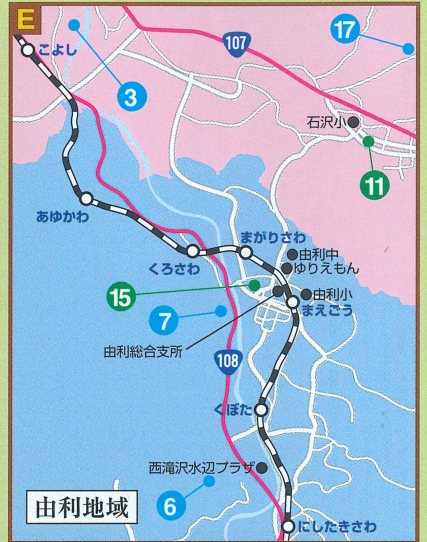 E
こよし
3
107
17
石沢小
11
あゆかわ
くろさわ
まがりさわ
由利中
ゆりえもん
15
由利小
まえごう
7
由利総合支所
108
くぼた
西滝沢水辺プラザ
6
由利地域
にしたきさわ